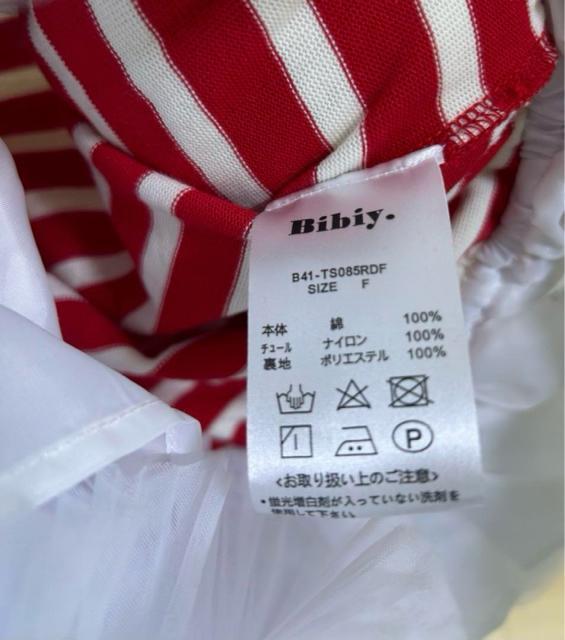 Bibiy.
B41-TS085RDF
SIZE F
本体 綿 100%
チュール ナイロン 100%
裏地 ポリエステル 100%
P
<お取り扱い上のご注意>
・蛍光増白剤が入っていない洗剤を
使用して下さい